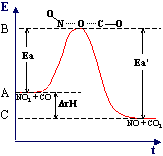 E
O
N ··· O ··· C — O
B
Ea
Ea'
A
NO₂ + CO
ΔrH
C
NO + CO₂
t